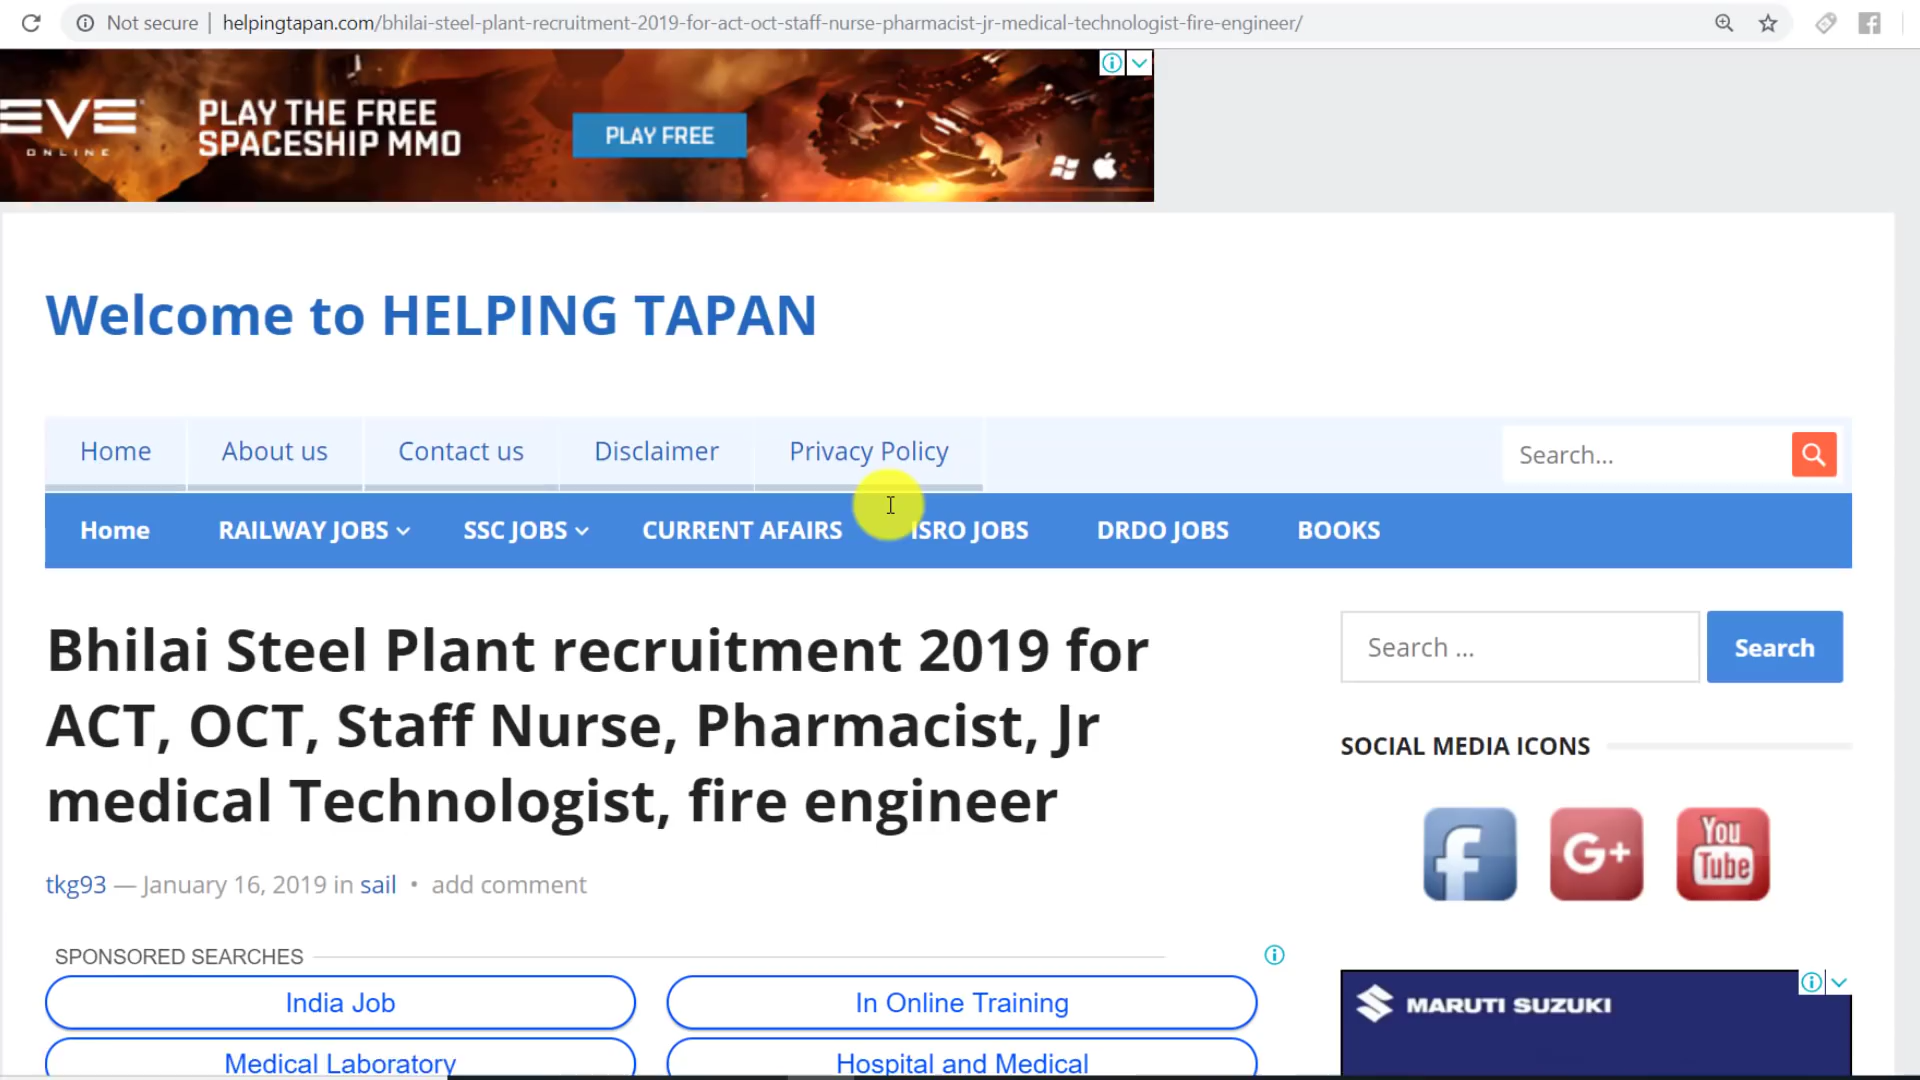 Not secure | helpingtapan.com/bhilai-steel-plant-recruitment-2019-for-act-oct-staff-nurse-pharmacist-jr-medical-technologist-fire-engineer/
EVE
ONLINE
PLAY THE FREE
SPACESHIP MMO
PLAY FREE
Welcome to HELPING TAPAN
Home
About us
Contact us
Disclaimer
Privacy Policy
Search...
Home
RAILWAY JOBS
SSC JOBS
CURRENT AFAIRS
ISRO JOBS
DRDO JOBS
BOOKS
Bhilai Steel Plant recruitment 2019 for
ACT, OCT, Staff Nurse, Pharmacist, Jr
medical Technologist, fire engineer
tkg93 — January 16, 2019 in sail • add comment
SPONSORED SEARCHES
India Job
In Online Training
Medical Laboratory
Hospital and Medical
Search ...
Search
SOCIAL MEDIA ICONS
f
G+
You
Tube
MARUTI SUZUKI